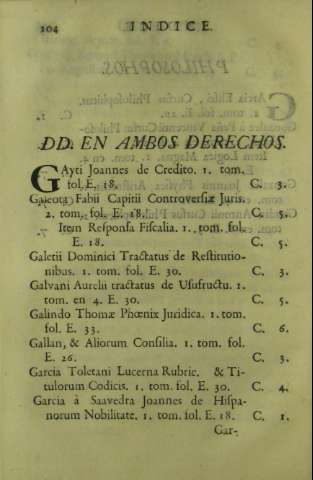 104 INDICE.
DD. EN AMBOS DERECHOS.
GAyti Joannes de Credito. 1. tom.
fol. E. 18. C. 3.
Galeota Fabii Capitii Controversiæ Juris.
2. tom. fol. E. 18. C. 5.
Item Responsa Fiscalia. 1. tom. fol.
E. 18. C. 5.
Galetii Dominici Tractatus de Restitutio-
nibus. 1. tom. fol. E. 30. C. 3.
Galvani Aurelii tractatus de Usufructu. 1.
tom. en 4. E. 30. C. 5.
Galindo Thomæ Phœnix Juridica. 1. tom.
fol. E. 33. C. 6.
Gallan, & Aliorum Consilia. 1. tom. fol.
E. 26. C. 3.
Garcia Toletani Lucerna Rubric. & Ti-
tulorum Codicis. 1. tom. fol. E. 30. C. 4.
Garcia à Saavedra Joannes de Hispa-
norum Nobilitate. 1. tom. fol. E. 18. C. 1.
Gar-